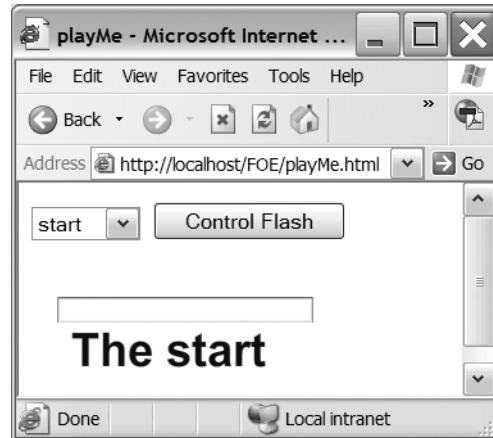 playMe - Microsoft Internet ...
File Edit View Favorites Tools Help
Back »
Address http://localhost/FOE/playMe.html Go
start Control Flash
The start
Done Local intranet